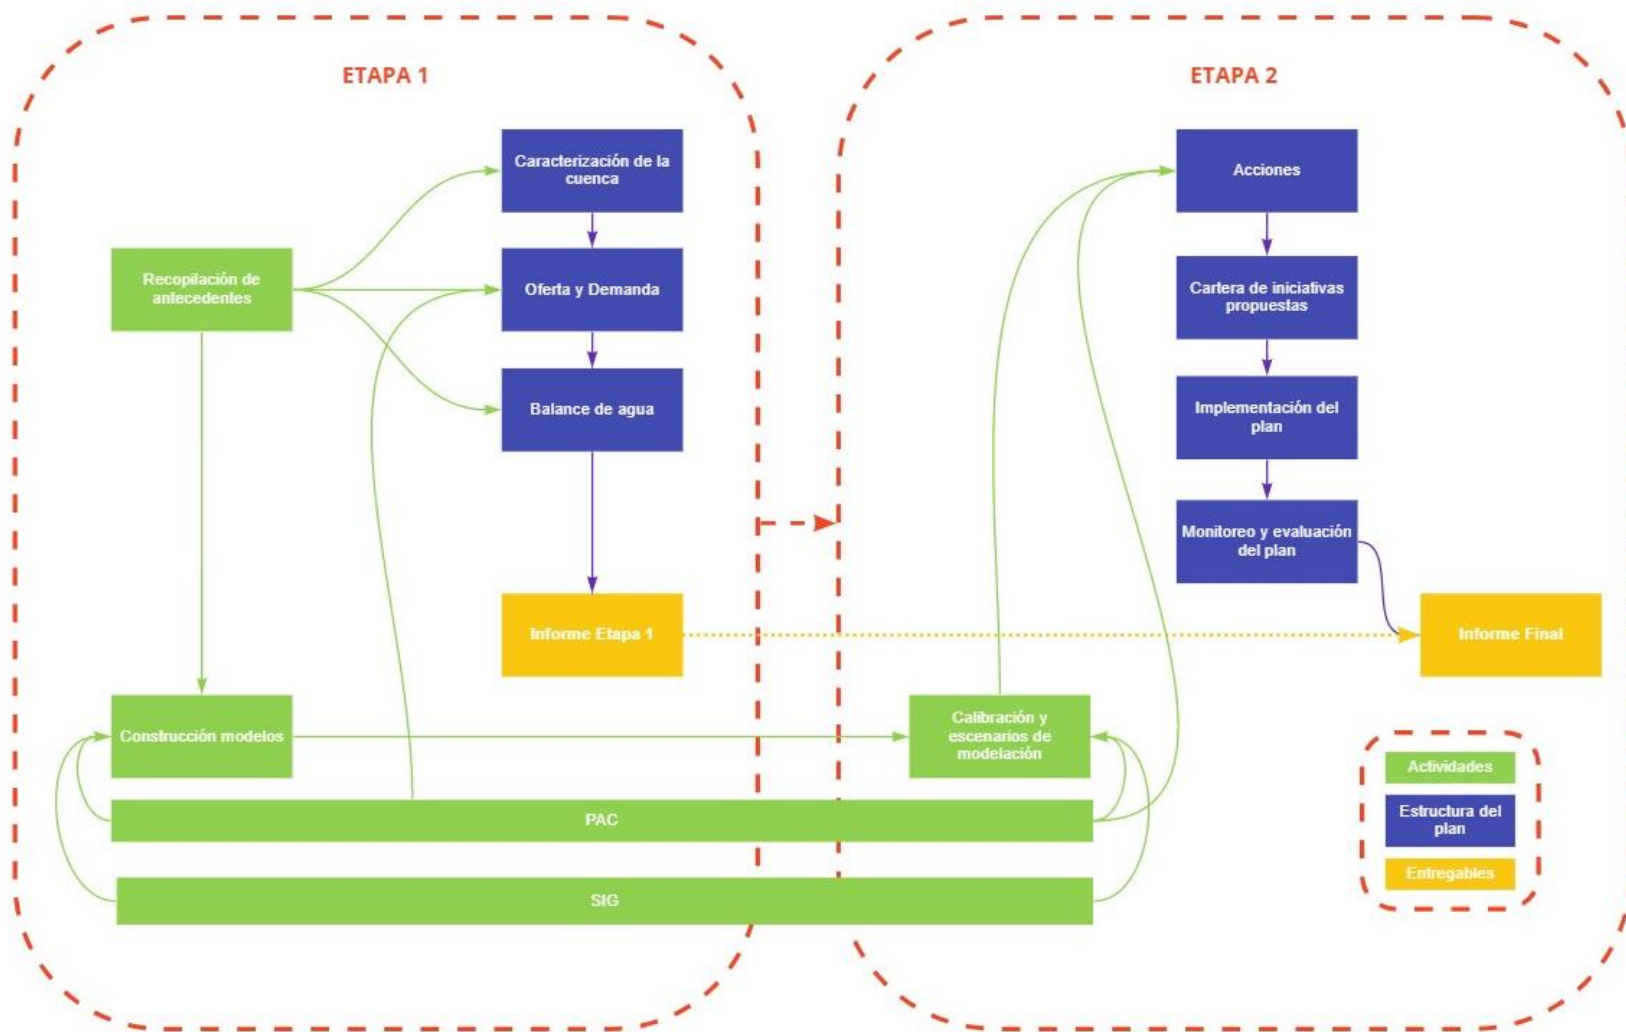 ETAPA 1
Caracterización de la
cuenca
Recopilación de
antecedentes
Oferta y Demanda
Balance de agua
Informe Etapa 1
Construcción modelos
PAC
SIG
ETAPA 2
Acciones
Cartera de iniciativas
propuestas
Implementación del
plan
Monitoreo y evaluación
del plan
Informe Final
Calibración y
escenarios de
modelación
Actividades
Estructura del
plan
Entregables